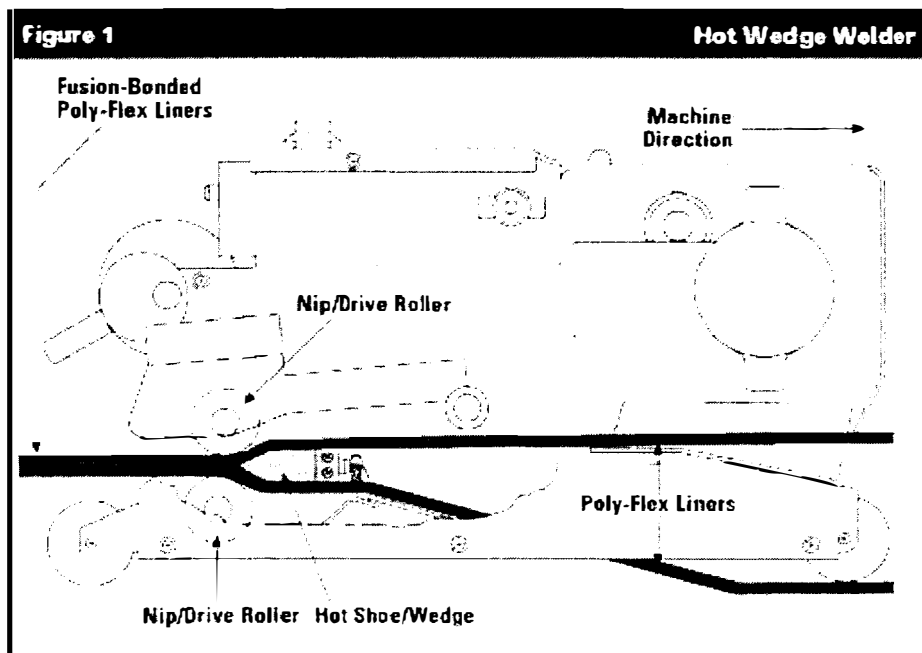 Figure 1
Hot Wedge Welder
Fusion-Bonded
Poly-Flex Liners
Machine
Direction
Nip/Drive Roller
Poly-Flex Liners
Nip/Drive Roller
Hot Shoe/Wedge